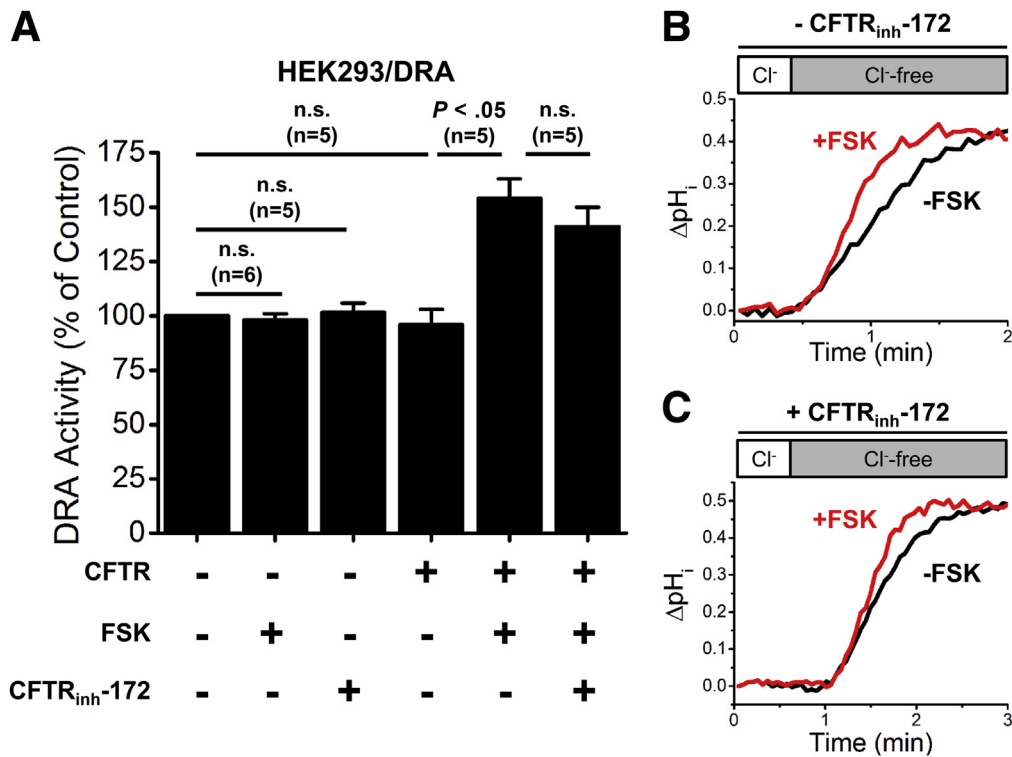 A
HEK293/DRA
n.s.
(n=5)
P < .05
(n=5)
n.s.
(n=5)
n.s.
(n=5)
n.s.
(n=6)
DRA Activity (% of Control)
175
150
125
100
75
50
25
0
CFTR - - - + + +
FSK - + - - + +
CFTRinh-172 - - + - - +
B
- CFTRinh-172
Cl- Cl--free
+FSK
-FSK
ΔpHi
0.5
0.4
0.3
0.2
0.1
0.0
0 1 2
Time (min)
C
+ CFTRinh-172
Cl- Cl--free
+FSK
-FSK
ΔpHi
0.5
0.4
0.3
0.2
0.1
0.0
0 1 2 3
Time (min)